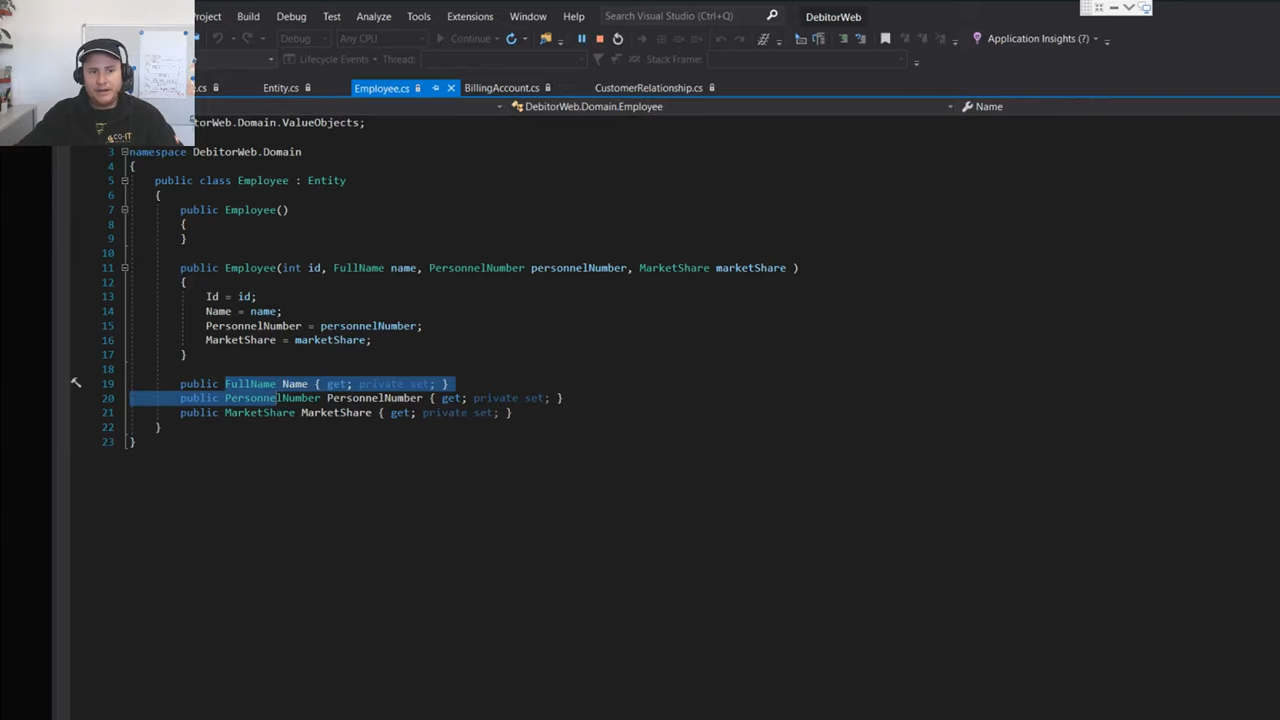 roject Build Debug Test Analyze Tools Extensions Window Help Search Visual Studio (Ctrl+Q) DebitorWeb
Debug Any CPU Continue Application Insights (?)
Lifecycle Events Thread: Stack Frame:
.cs Entity.cs Employee.cs BillingAccount.cs CustomerRelationship.cs
DebitorWeb.Domain.Employee Name
torWeb.Domain.ValueObjects;
3 namespace DebitorWeb.Domain
4 {
5 public class Employee : Entity
6 {
7 public Employee()
8 {
9 }
10
11 public Employee(int id, FullName name, PersonnelNumber personnelNumber, MarketShare marketShare )
12 {
13 Id = id;
14 Name = name;
15 PersonnelNumber = personnelNumber;
16 MarketShare = marketShare;
17 }
18
19 public FullName Name { get; private set; }
20 public PersonnelNumber PersonnelNumber { get; private set; }
21 public MarketShare MarketShare { get; private set; }
22 }
23 }
co-IT